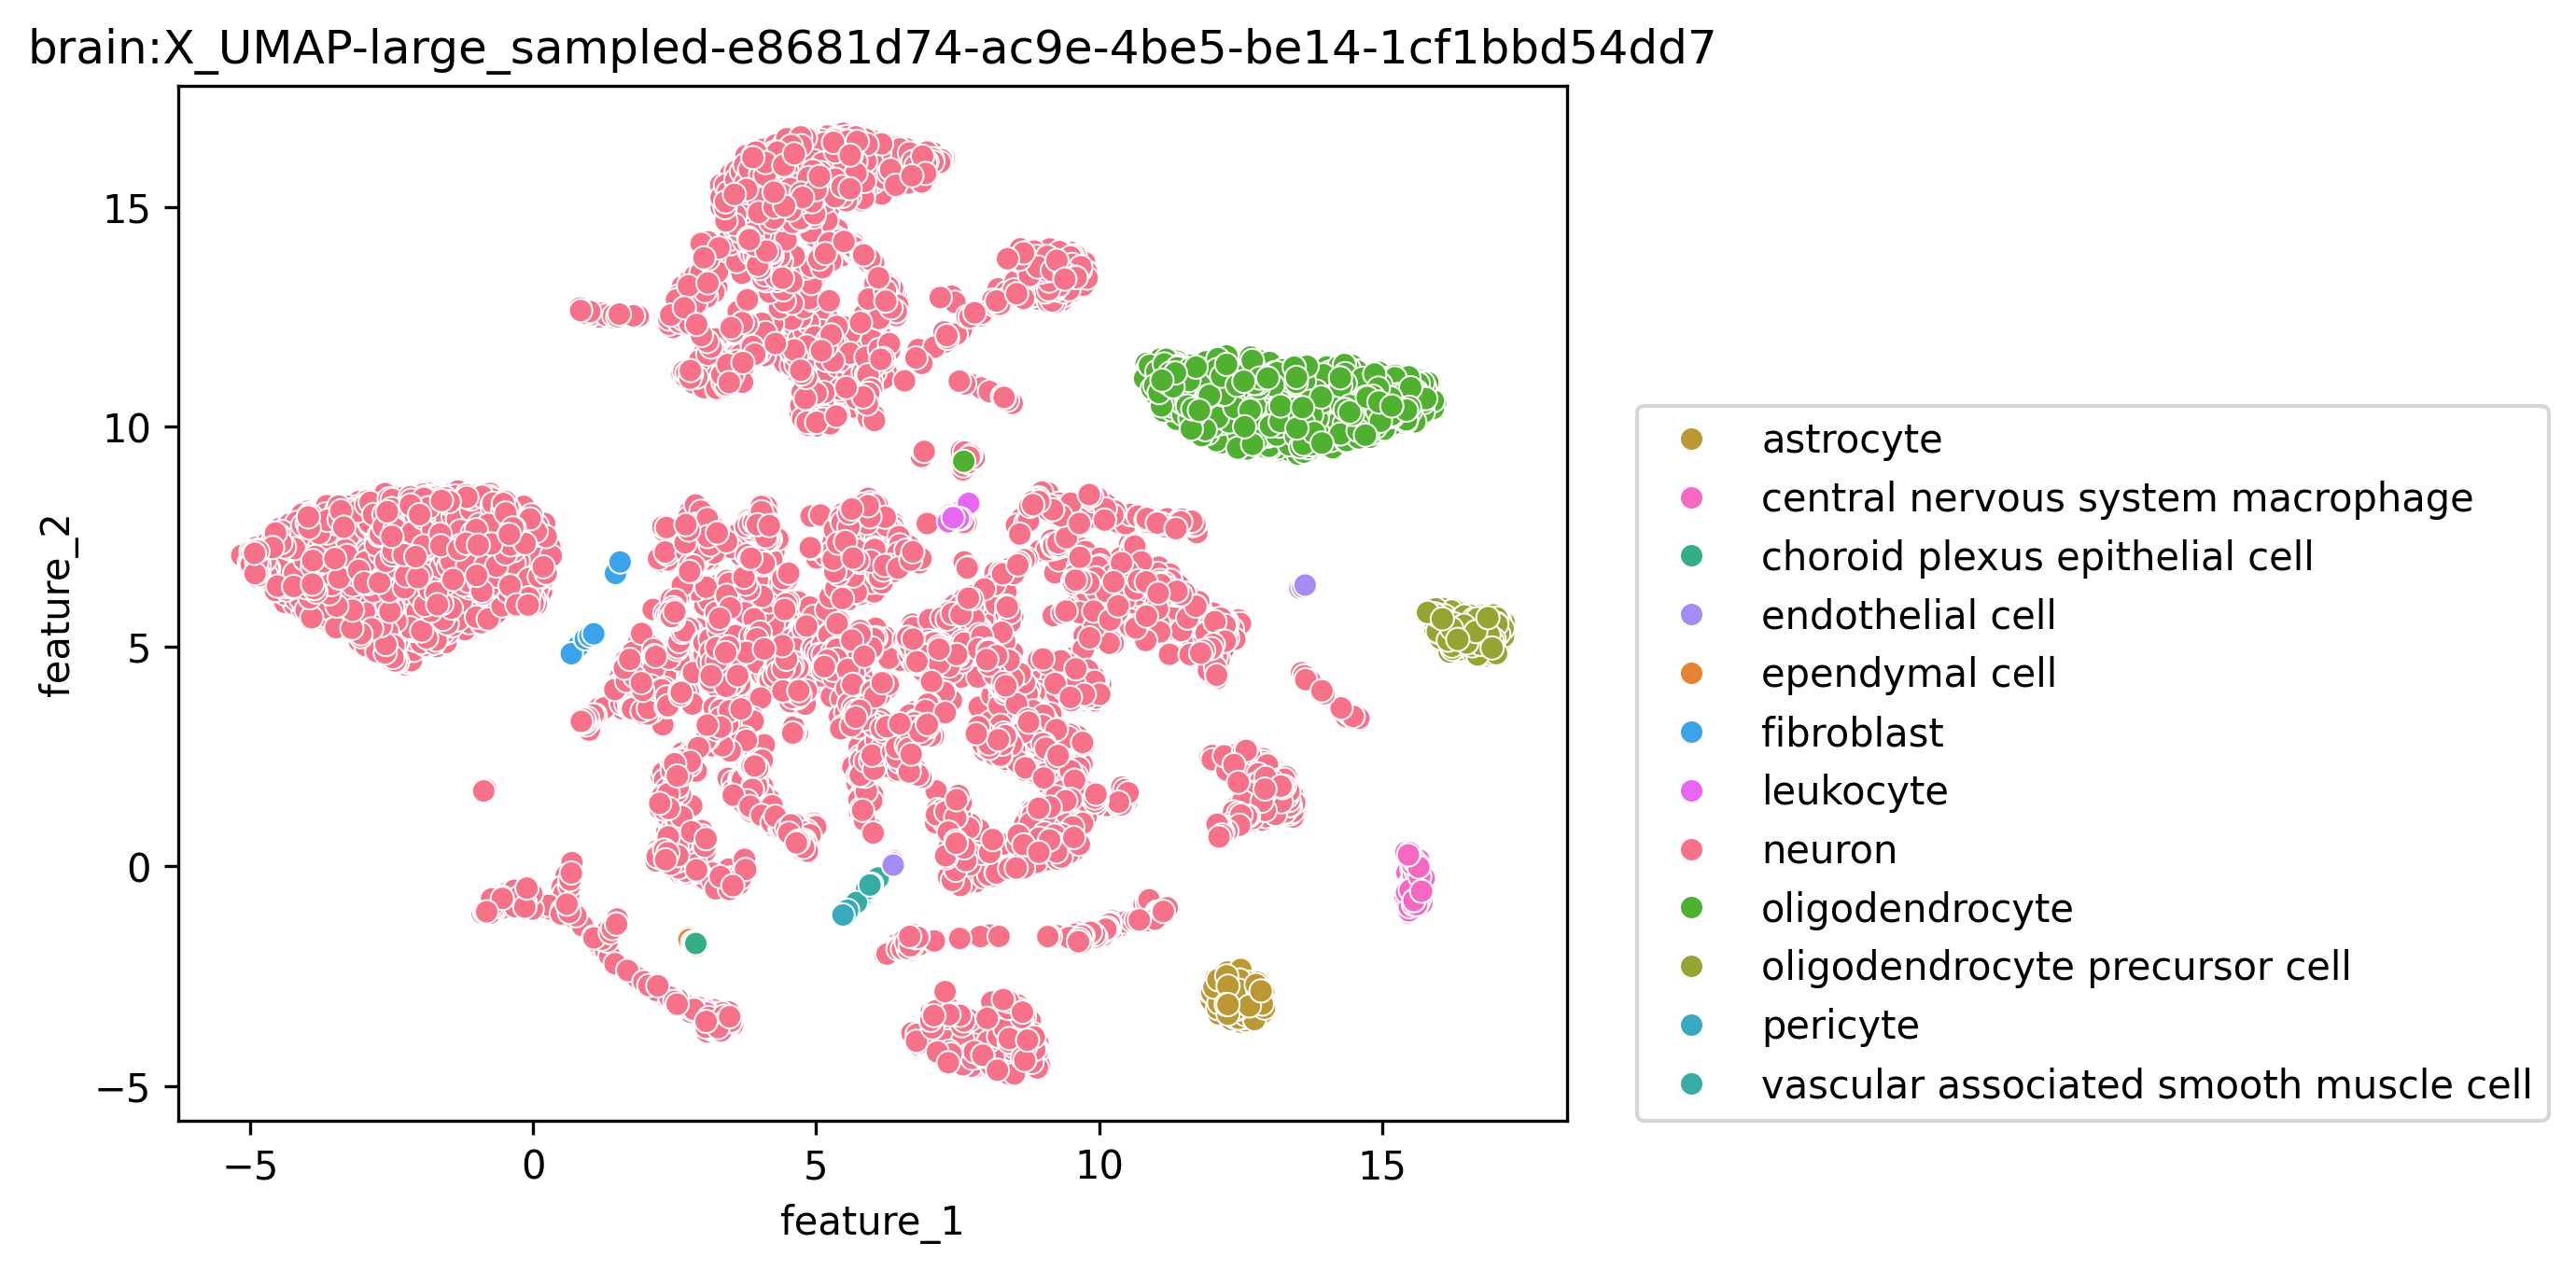 brain:X_UMAP-large_sampled-e8681d74-ac9e-4be5-be14-1cf1bbd54dd7
15
10
5
0
−5
feature_2
−5 0 5 10 15
feature_1
astrocyte
central nervous system macrophage
choroid plexus epithelial cell
endothelial cell
ependymal cell
fibroblast
leukocyte
neuron
oligodendrocyte
oligodendrocyte precursor cell
pericyte
vascular associated smooth muscle cell